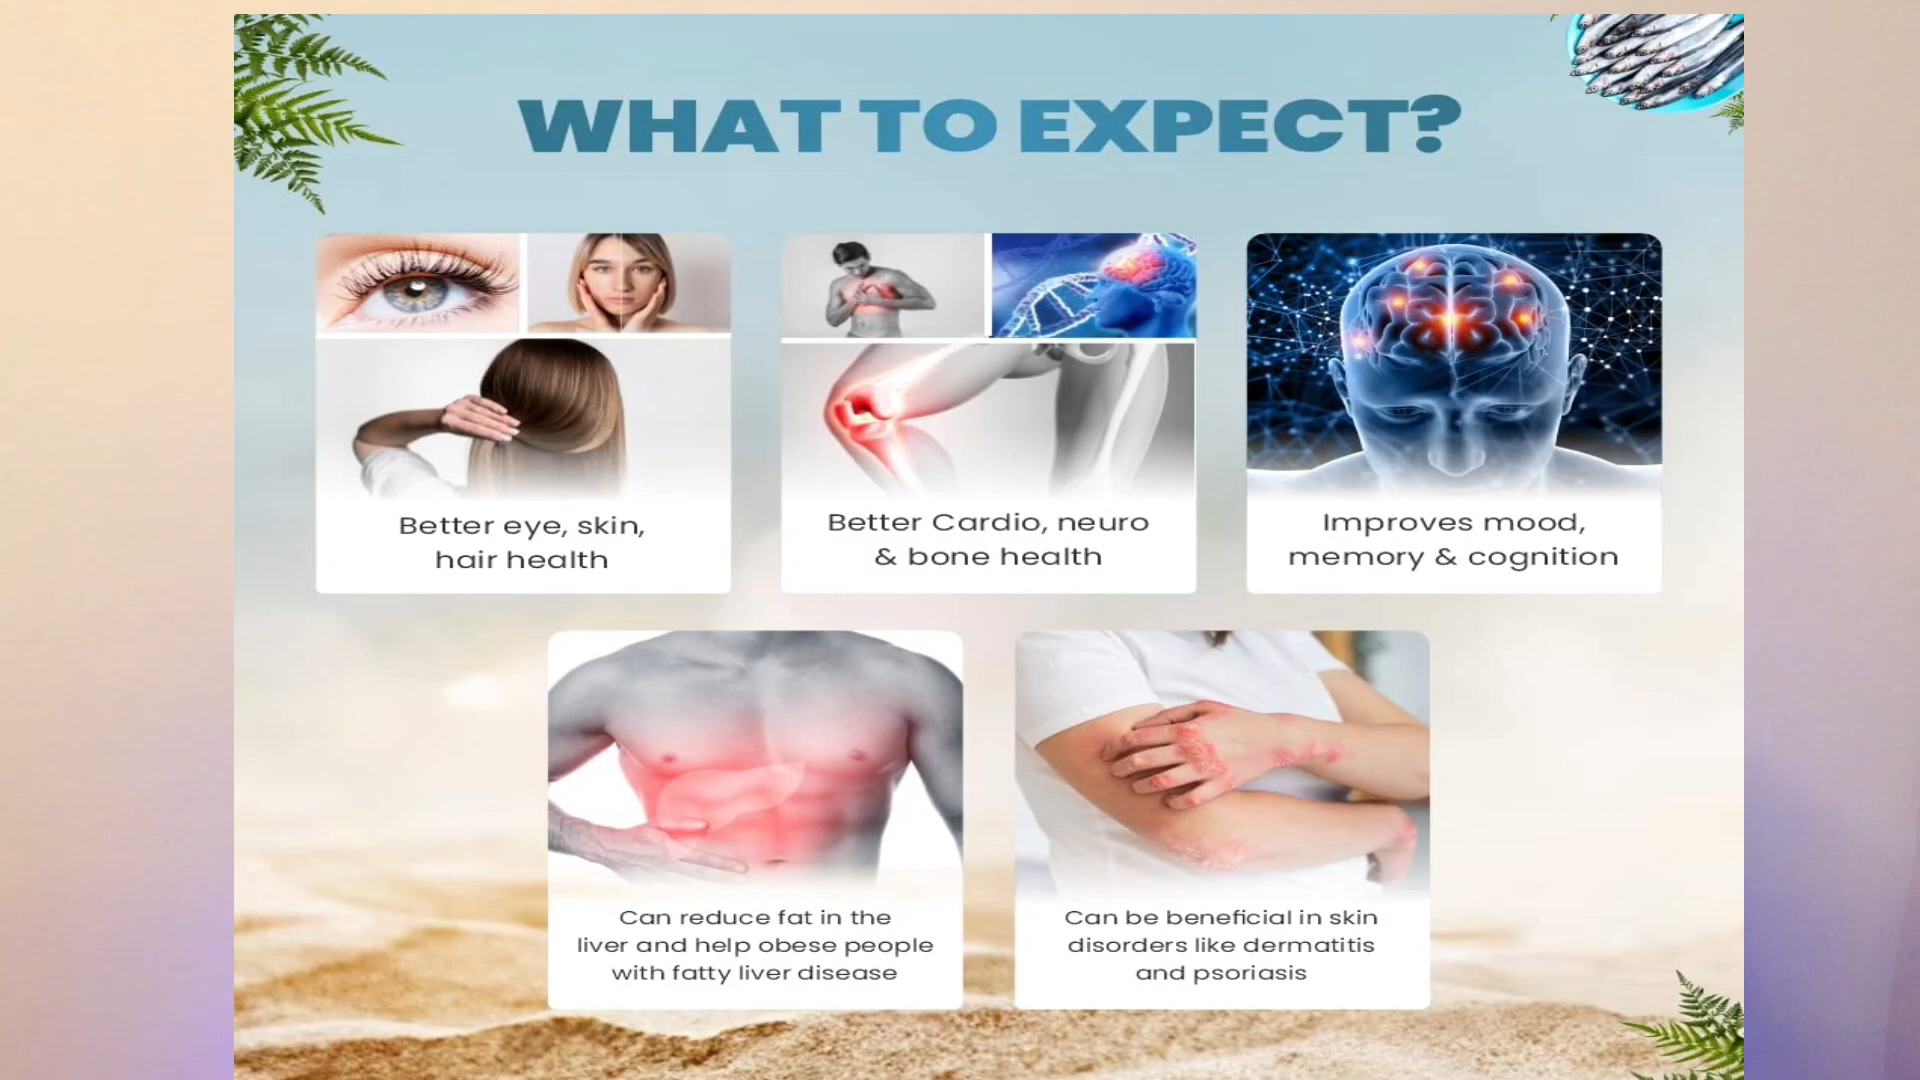 WHAT TO EXPECT?
Better eye, skin,
hair health
Better Cardio, neuro
& bone health
Improves mood,
memory & cognition
Can reduce fat in the
liver and help obese people
with fatty liver disease
Can be beneficial in skin
disorders like dermatitis
and psoriasis